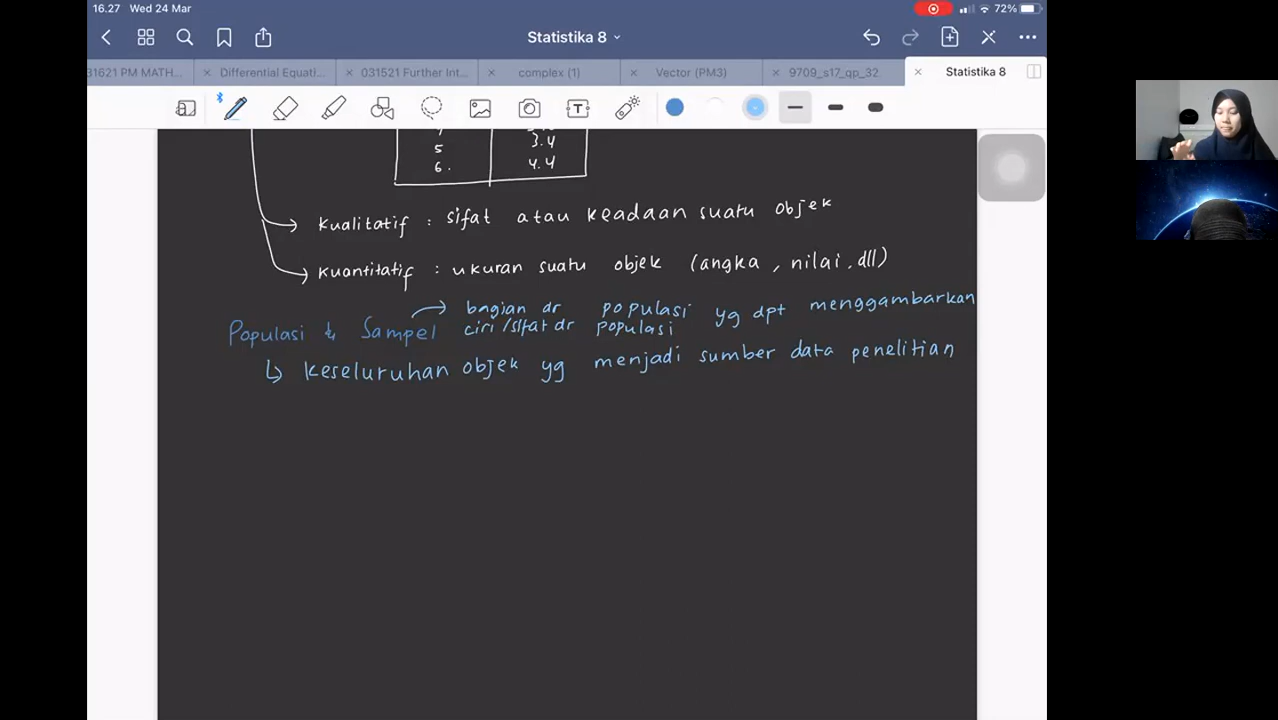 16.27 Wed 24 Mar
72%
Statistika 8
31621 PM MATH...
Differential Equati...
031521 Further Int...
complex (1)
Vector (PM3)
9709_s17_qp_32
Statistika 8
T
5 3.4
6. 4.4
kualitatif : sifat atau keadaan suatu objek
kuantitatif : ukuran suatu objek (angka, nilai, dll)
bagian dr populasi yg dpt menggambarkan
Populasi & Sampel ciri/sifat dr populasi
↳ keseluruhan objek yg menjadi sumber data penelitian